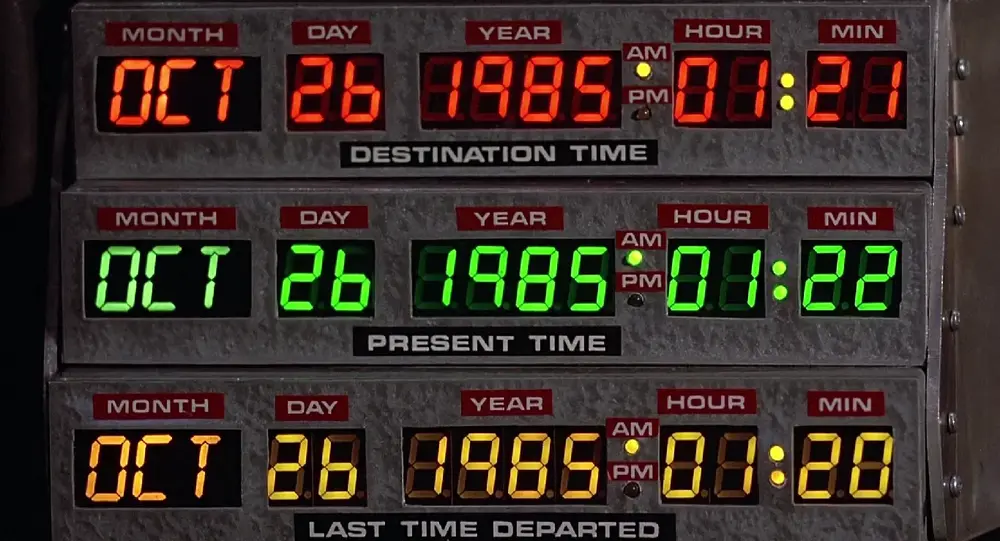 MONTH DAY YEAR AM HOUR MIN
OCT 26 1985 PM 01:21
DESTINATION TIME
MONTH DAY YEAR AM HOUR MIN
OCT 26 1985 PM 01:22
PRESENT TIME
MONTH DAY YEAR AM HOUR MIN
OCT 26 1985 PM 01:20
LAST TIME DEPARTED